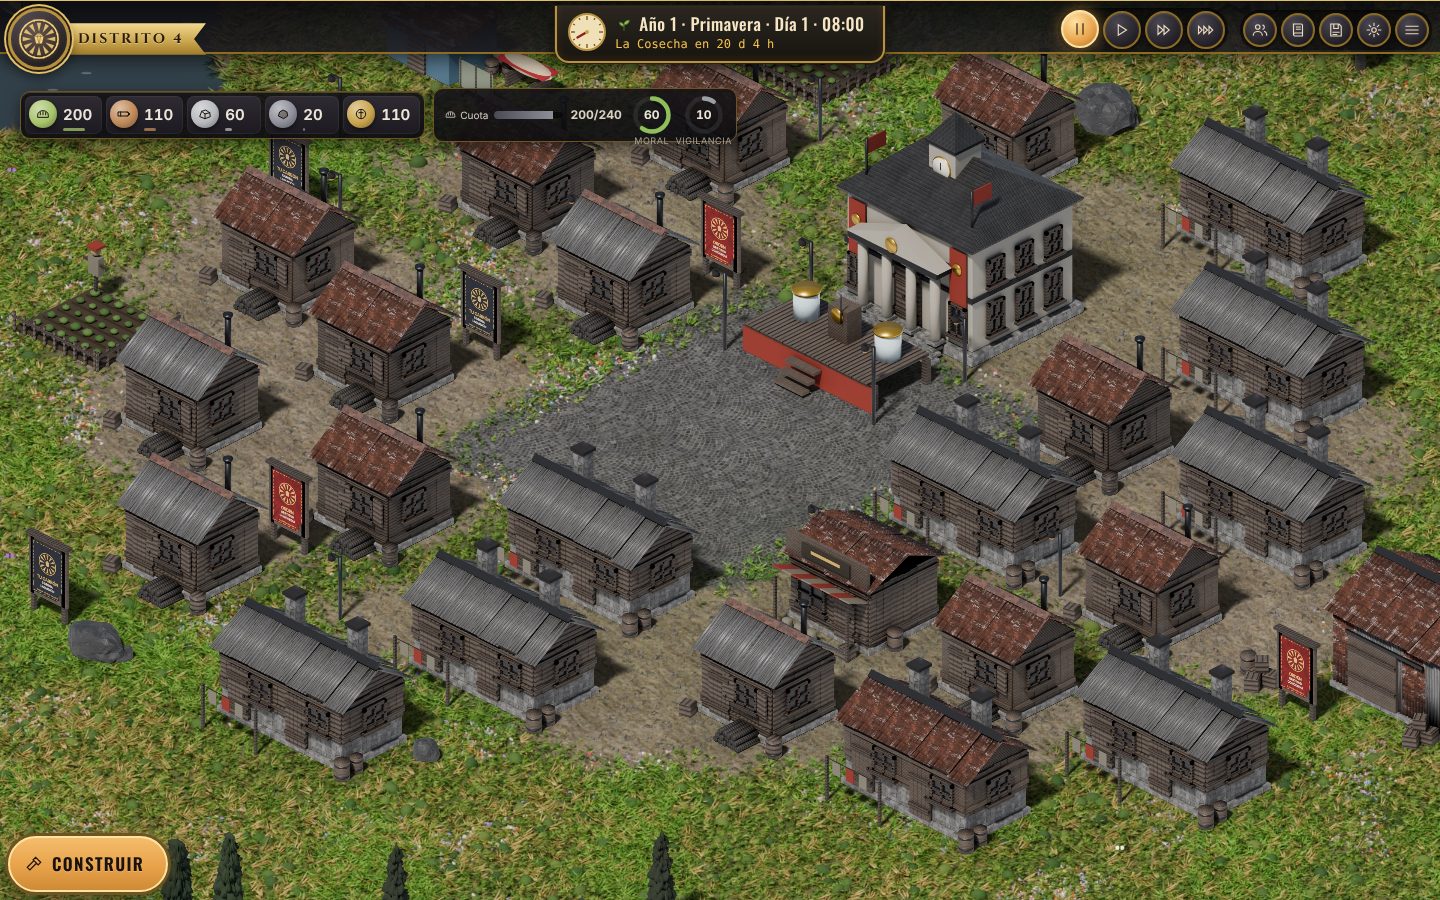 DISTRITO 4
Año 1 · Primavera · Día 1 · 08:00
La Cosecha en 20 d 4 h
200
110
60
20
110
Cuota
200/240
60
10
MORAL
VIGILANCIA
CONSTRUIR